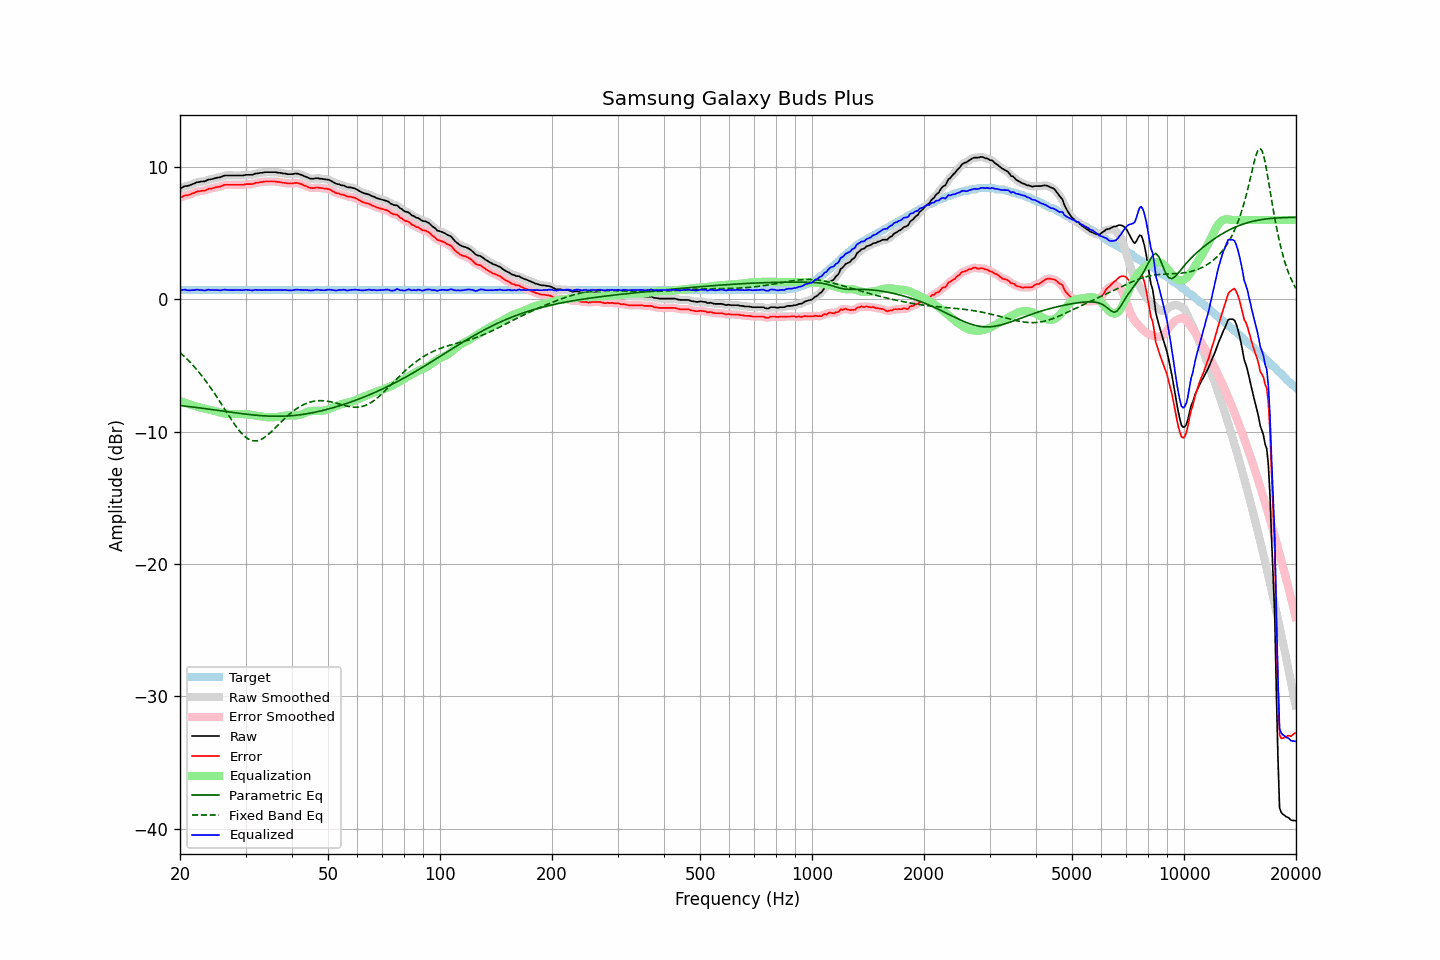 Samsung Galaxy Buds Plus
Amplitude (dBr)
10
0
−10
−20
−30
−40
Target
Raw Smoothed
Error Smoothed
Raw
Error
Equalization
Parametric Eq
Fixed Band Eq
Equalized
20 50 100 200 500 1000 2000 5000 10000 20000
Frequency (Hz)